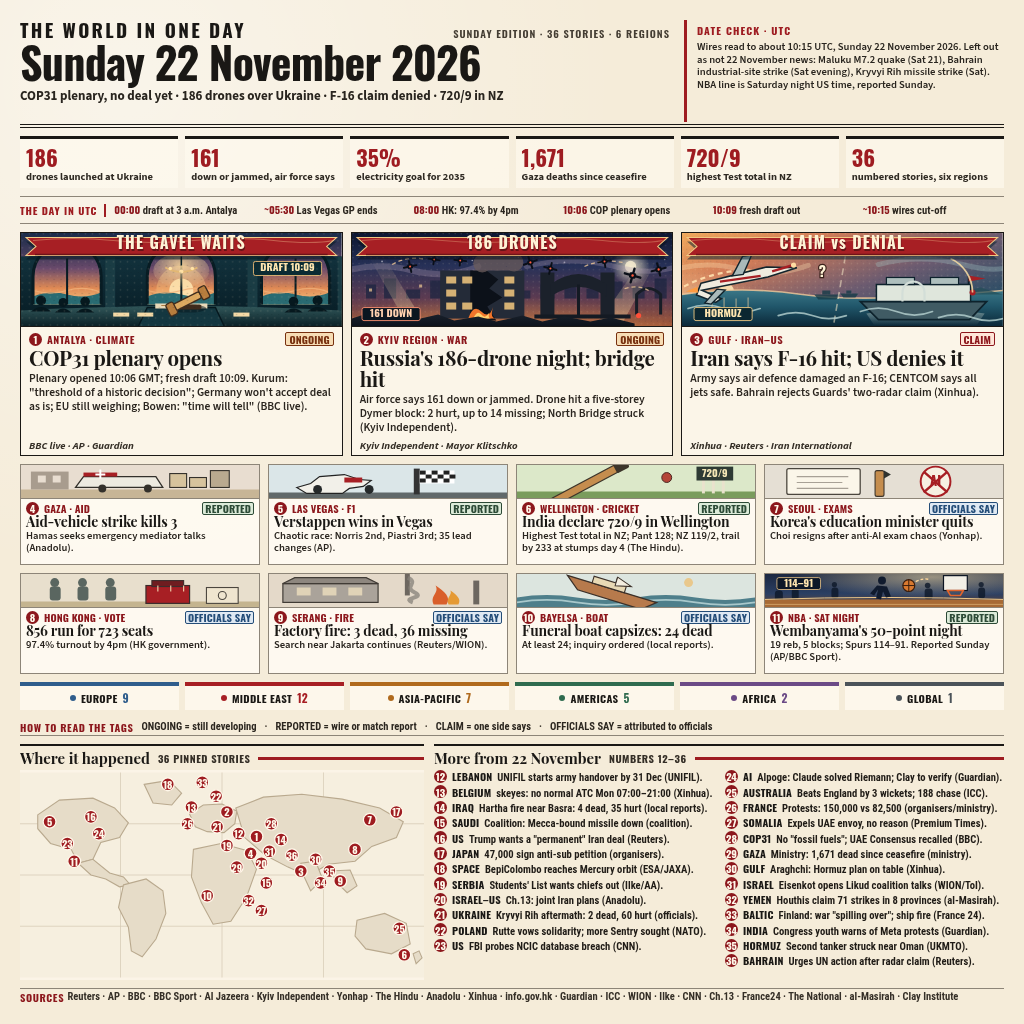 THE WORLD IN ONE DAY
SUNDAY EDITION · 36 STORIES · 6 REGIONS
Sunday 22 November 2026
COP31 plenary, no deal yet · 186 drones over Ukraine · F-16 claim denied · 720/9 in NZ
DATE CHECK · UTC
Wires read to about 10:15 UTC, Sunday 22 November 2026. Left out
as not 22 November news: Maluku M7.2 quake (Sat 21), Bahrain
industrial-site strike (Sat evening), Kryvyi Rih missile strike (Sat).
NBA line is Saturday night US time, reported Sunday.
186
drones launched at Ukraine
161
down or jammed, air force says
35%
electricity goal for 2035
1,671
Gaza deaths since ceasefire
720/9
highest Test total in NZ
36
numbered stories, six regions
THE DAY IN UTC
00:00 draft at 3 a.m. Antalya
~05:30 Las Vegas GP ends
08:00 HK: 97.4% by 4pm
10:06 COP plenary opens
10:09 fresh draft out
~10:15 wires cut-off
THE GAVEL WAITS
DRAFT 10:09
1 ANTALYA · CLIMATE
ONGOING
COP31 plenary opens
Plenary opened 10:06 GMT; fresh draft 10:09. Kurum:
"threshold of a historic decision"; Germany won't accept deal
as is; EU still weighing; Bowen: "time will tell" (BBC live).
BBC live · AP · Guardian
186 DRONES
161 DOWN
2 KYIV REGION · WAR
ONGOING
Russia's 186-drone night; bridge
hit
Air force says 161 down or jammed. Drone hit a five-storey
Dymer block: 2 hurt, up to 14 missing; North Bridge struck
(Kyiv Independent).
Kyiv Independent · Mayor Klitschko
CLAIM vs DENIAL
?
HORMUZ
3 GULF · IRAN–US
CLAIM
Iran says F-16 hit; US denies it
Army says air defence damaged an F-16; CENTCOM says all
jets safe. Bahrain rejects Guards' two-radar claim (Xinhua).
Xinhua · Reuters · Iran International
4 GAZA · AID
REPORTED
Aid-vehicle strike kills 3
Hamas seeks emergency mediator talks
(Anadolu).
5 LAS VEGAS · F1
REPORTED
Verstappen wins in Vegas
Chaotic race: Norris 2nd, Piastri 3rd; 35 lead
changes (AP).
720/9
6 WELLINGTON · CRICKET
REPORTED
India declare 720/9 in Wellington
Highest Test total in NZ; Pant 128; NZ 119/2, trail
by 233 at stumps day 4 (The Hindu).
7 SEOUL · EXAMS
OFFICIALS SAY
Korea's education minister quits
Choi resigns after anti-AI exam chaos (Yonhap).
8 HONG KONG · VOTE
OFFICIALS SAY
856 run for 723 seats
97.4% turnout by 4pm (HK government).
9 SERANG · FIRE
OFFICIALS SAY
Factory fire: 3 dead, 36 missing
Search near Jakarta continues (Reuters/WION).
10 BAYELSA · BOAT
OFFICIALS SAY
Funeral boat capsizes: 24 dead
At least 24; inquiry ordered (local reports).
114–91
11 NBA · SAT NIGHT
REPORTED
Wembanyama's 50-point night
19 reb, 5 blocks; Spurs 114–91. Reported Sunday
(AP/BBC Sport).
EUROPE 9
MIDDLE EAST 12
ASIA-PACIFIC 7
AMERICAS 5
AFRICA 2
GLOBAL 1
HOW TO READ THE TAGS
ONGOING = still developing · REPORTED = wire or match report · CLAIM = one side says · OFFICIALS SAY = attributed to officials
Where it happened 36 PINNED STORIES
18
33
22
13
2
26
21
12
1
28
14
19
4
31
29
20
36
30
3
35
34
9
8
7
17
5
16
24
23
11
15
10
32
27
25
6
More from 22 November NUMBERS 12–36
12 LEBANON UNIFIL starts army handover by 31 Dec (UNIFIL).
13 BELGIUM skeyes: no normal ATC Mon 07:00–21:00 (Xinhua).
14 IRAQ Hartha fire near Basra: 4 dead, 35 hurt (local reports).
15 SAUDI Coalition: Mecca-bound missile down (coalition).
16 US Trump wants a "permanent" Iran deal (Reuters).
17 JAPAN 47,000 sign anti-sub petition (organisers).
18 SPACE BepiColombo reaches Mercury orbit (ESA/JAXA).
19 SERBIA Students' List wants chiefs out (Ilke/AA).
20 ISRAEL–US Ch.13: joint Iran plans (Anadolu).
21 UKRAINE Kryvyi Rih aftermath: 2 dead, 60 hurt (officials).
22 POLAND Rutte vows solidarity; more Sentry sought (NATO).
23 US FBI probes NCIC database breach (CNN).
24 AI Alpoge: Claude solved Riemann; Clay to verify (Guardian).
25 AUSTRALIA Beats England by 3 wickets; 188 chase (ICC).
26 FRANCE Protests: 150,000 vs 82,500 (organisers/ministry).
27 SOMALIA Expels UAE envoy, no reason (Premium Times).
28 COP31 No "fossil fuels"; UAE Consensus recalled (BBC).
29 GAZA Ministry: 1,671 dead since ceasefire (ministry).
30 GULF Araghchi: Hormuz plan on table (Xinhua).
31 ISRAEL Eisenkot opens Likud coalition talks (WION/ToI).
32 YEMEN Houthis claim 71 strikes in 8 provinces (al-Masirah).
33 BALTIC Finland: war "spilling over"; ship fire (France 24).
34 INDIA Congress youth warns of Meta protests (Guardian).
35 HORMUZ Second tanker struck near Oman (UKMTO).
36 BAHRAIN Urges UN action after radar claim (Reuters).
SOURCES Reuters · AP · BBC · BBC Sport · Al Jazeera · Kyiv Independent · Yonhap · The Hindu · Anadolu · Xinhua · info.gov.hk · Guardian · ICC · WION · Ilke · CNN · Ch.13 · France24 · The National · al-Masirah · Clay Institute